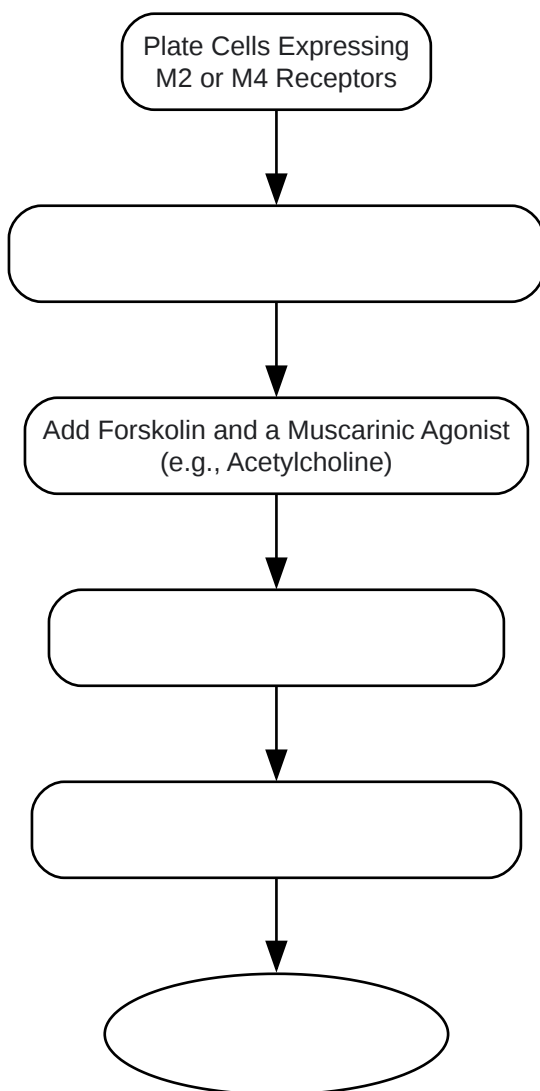 Plate Cells Expressing
M2 or M4 Receptors
Add Forskolin and a Muscarinic Agonist
(e.g., Acetylcholine)